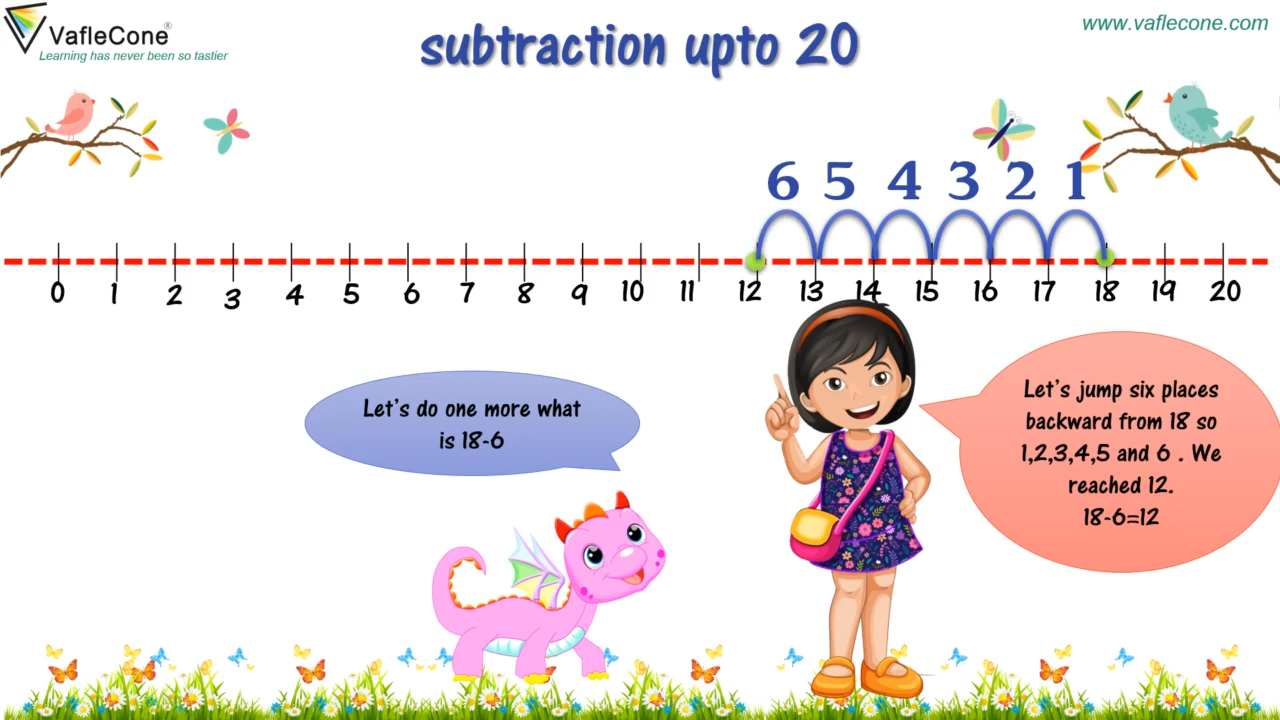 VafleCone®
Learning has never been so tastier
subtraction upto 20
www.vaflecone.com
6 5 4 3 2 1
0 1 2 3 4 5 6 7 8 9 10 11 12 13 14 15 16 17 18 19 20
Let's do one more what
is 18-6
Let's jump six places
backward from 18 so
1,2,3,4,5 and 6 . We
reached 12.
18-6=12